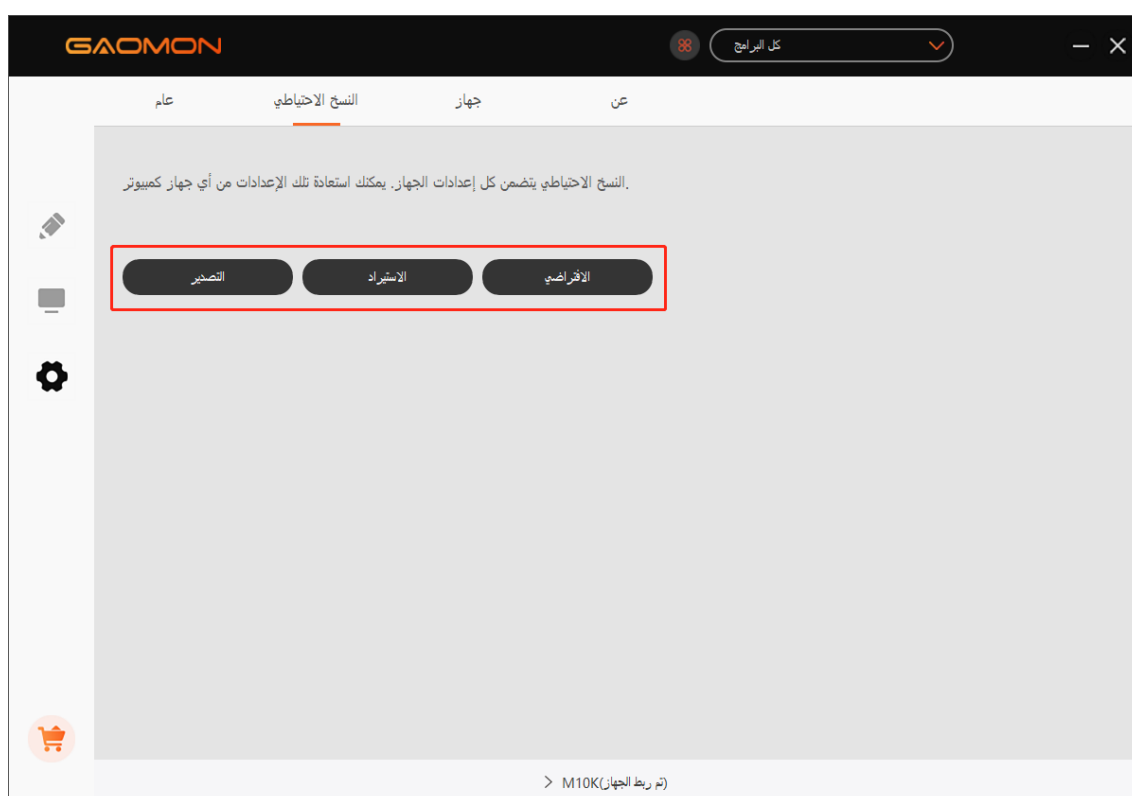 GAOMON
كل البرامج
عام
النسخ الاحتياطي
جهاز
عن
.النسخ الاحتياطي يتضمن كل إعدادات الجهاز. يمكنك استعادة تلك الإعدادات من أي جهاز كمبيوتر
التصدير
الاستيراد
الافتراضي
M10K(تم ربط الجهاز)